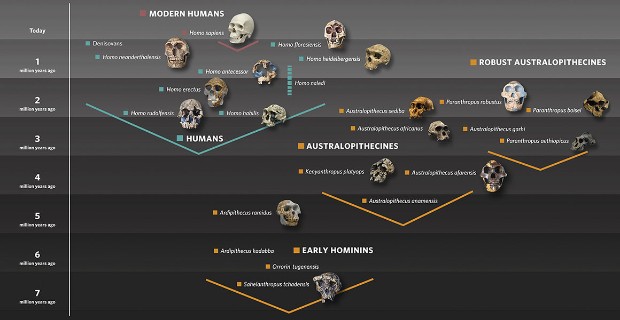 MODERN HUMANS
Today
Homo sapiens
Denisovans
Homo floresiensis
Homo neanderthalensis
Homo heidelbergensis
1
million years ago
ROBUST AUSTRALOPITHECINES
Homo antecessor
Homo naledi
Homo erectus
2
million years ago
Paranthropus robustus
Australopithecus sediba
Paranthropus boisei
Homo rudolfensis
Homo habilis
Australopithecus africanus
Australopithecus garhi
3
million years ago
HUMANS
Paranthropus aethiopicus
AUSTRALOPITHECINES
4
million years ago
Kenyanthropus platyops
Australopithecus afarensis
Australopithecus anamensis
5
million years ago
Ardipithecus ramidus
6
million years ago
Ardipithecus kadabba
EARLY HOMININS
Orrorin tugenensis
7
million years ago
Sahelanthropus tchadensis